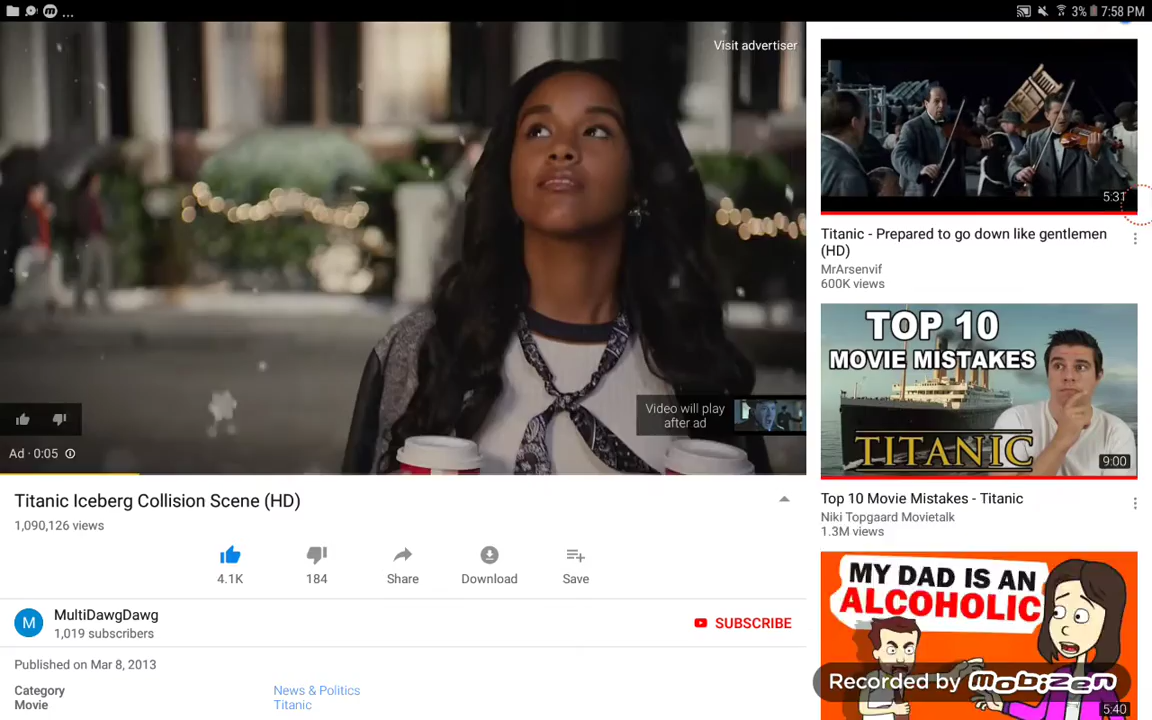 ...
3% 7:58 PM
Visit advertiser
Video will play
after ad
Ad · 0:05
Titanic Iceberg Collision Scene (HD)
1,090,126 views
4.1K
184
Share
Download
Save
M
MultiDawgDawg
1,019 subscribers
SUBSCRIBE
Published on Mar 8, 2013
Category
News & Politics
Movie
Titanic
5:31
Titanic - Prepared to go down like gentlemen
(HD)
MrArsenvif
600K views
TOP 10
MOVIE MISTAKES
TITANIC
9:00
Top 10 Movie Mistakes - Titanic
Niki Topgaard Movietalk
1.3M views
MY DAD IS AN
ALCOHOLIC
Recorded by mobizen
5:40